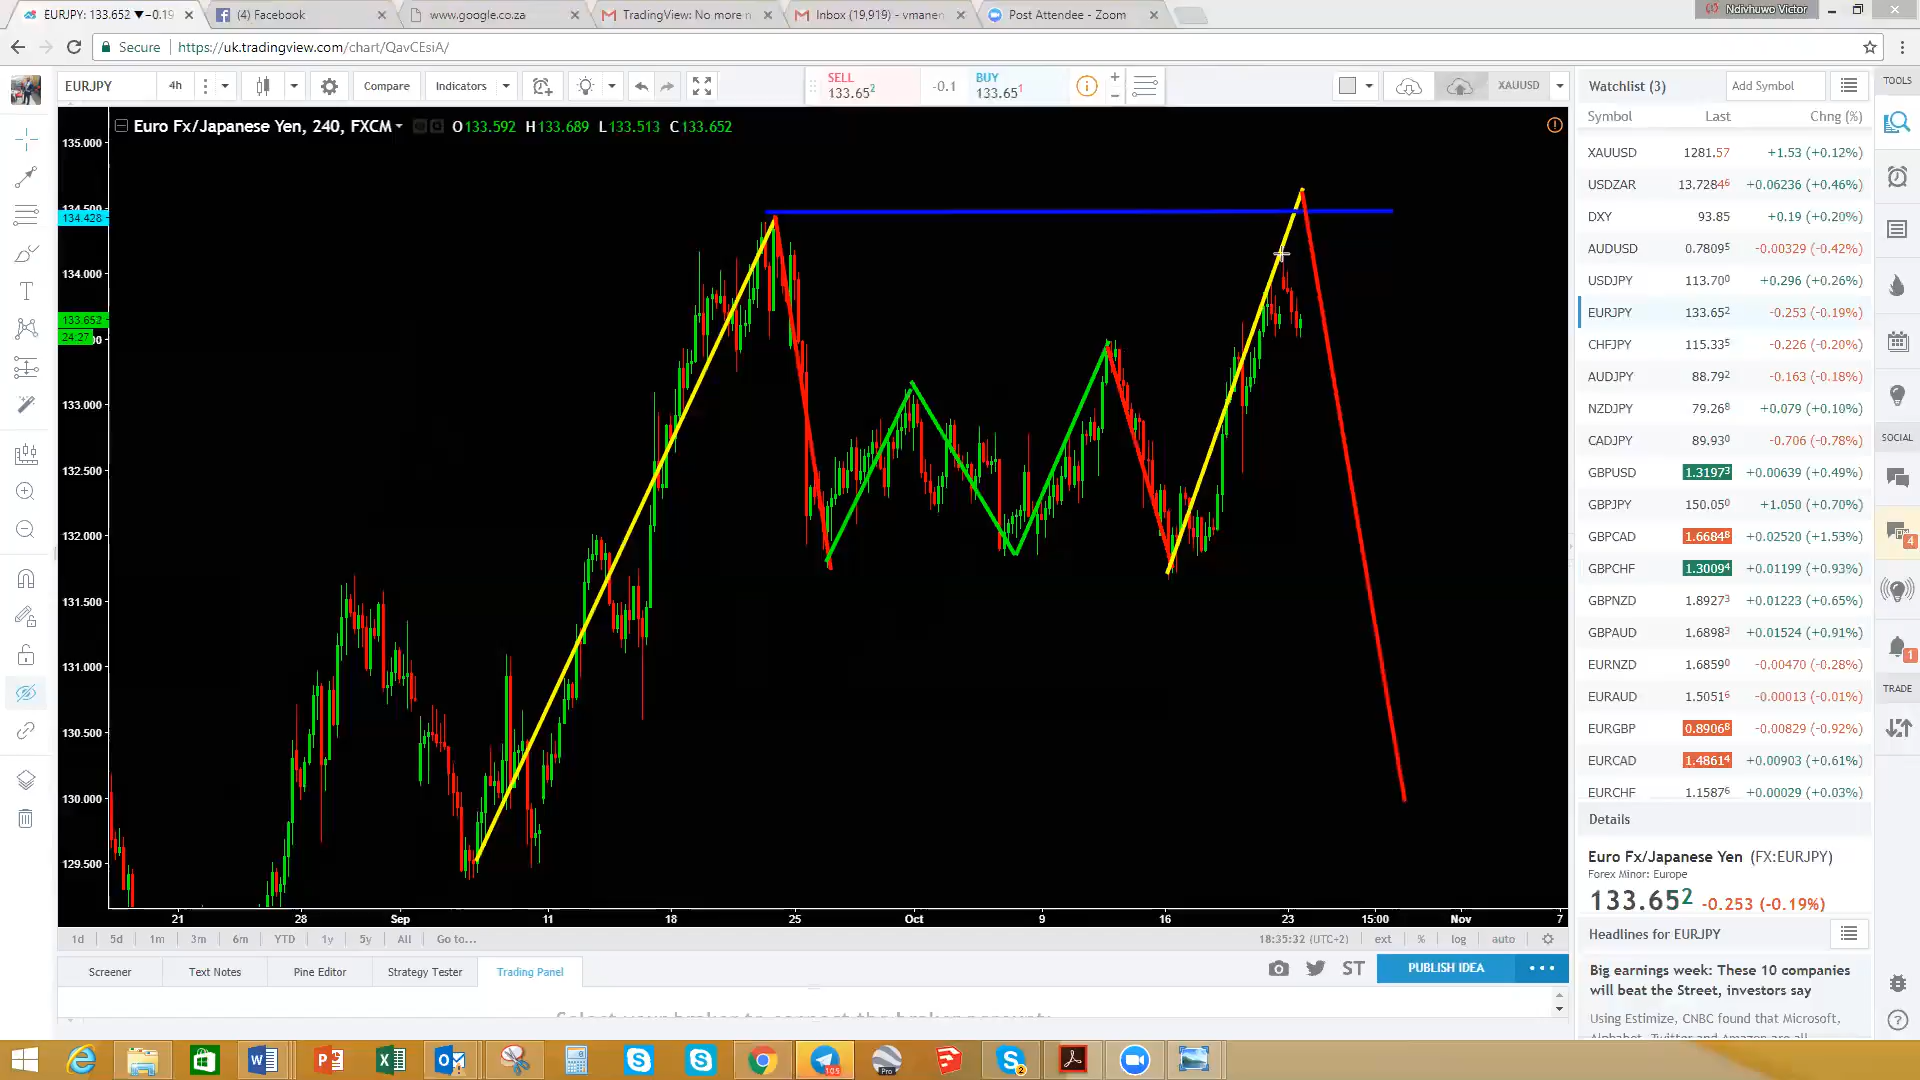 EURJPY: 133.652 ▼−0.19
(4) Facebook
www.google.co.za
TradingView: No more n
Inbox (19,919) - vmanen
Post Attendee - Zoom
Ndivhuwo Victor
Secure
https://uk.tradingview.com/chart/QavCEsiA/
EURJPY
4h
Compare
Indicators
SELL
133.652
-0.1
BUY
133.651
XAUUSD
Watchlist (3)
Add Symbol
TOOLS
Euro Fx/Japanese Yen, 240, FXCM
O133.592 H133.689 L133.513 C133.652
Symbol Last Chng (%)
XAUUSD 1281.57 +1.53 (+0.12%)
USDZAR 13.72846 +0.06236 (+0.46%)
DXY 93.85 +0.19 (+0.20%)
AUDUSD 0.78095 -0.00329 (-0.42%)
USDJPY 113.700 +0.296 (+0.26%)
EURJPY 133.652 -0.253 (-0.19%)
CHFJPY 115.335 -0.226 (-0.20%)
AUDJPY 88.792 -0.163 (-0.18%)
NZDJPY 79.268 +0.079 (+0.10%)
CADJPY 89.930 -0.706 (-0.78%)
GBPUSD 1.31973 +0.00639 (+0.49%)
GBPJPY 150.050 +1.050 (+0.70%)
GBPCAD 1.66848 +0.02520 (+1.53%)
GBPCHF 1.30094 +0.01199 (+0.93%)
GBPNZD 1.89273 +0.01223 (+0.65%)
GBPAUD 1.68983 +0.01524 (+0.91%)
EURNZD 1.68590 -0.00470 (-0.28%)
EURAUD 1.50516 -0.00013 (-0.01%)
EURGBP 0.89068 -0.00829 (-0.92%)
EURCAD 1.48614 +0.00903 (+0.61%)
EURCHF 1.15876 +0.00029 (+0.03%)
SOCIAL
4
1
TRADE
135.000
134.428
134.000
133.652
24:27
133.000
132.500
132.000
131.500
131.000
130.500
130.000
129.500
21 28 Sep 11 18 25 Oct 9 16 23 15:00 Nov 7
1d 5d 1m 3m 6m YTD 1y 5y All Go to...
18:35:32 (UTC+2) ext % log auto
Screener
Text Notes
Pine Editor
Strategy Tester
Trading Panel
ST
PUBLISH IDEA
Details
Euro Fx/Japanese Yen (FX:EURJPY)
Forex Minor: Europe
133.652 -0.253 (-0.19%)
Headlines for EURJPY
Big earnings week: These 10 companies
will beat the Street, investors say
Using Estimize, CNBC found that Microsoft,
Alphabet, Twitter and Amazon are all
105
Pro
2